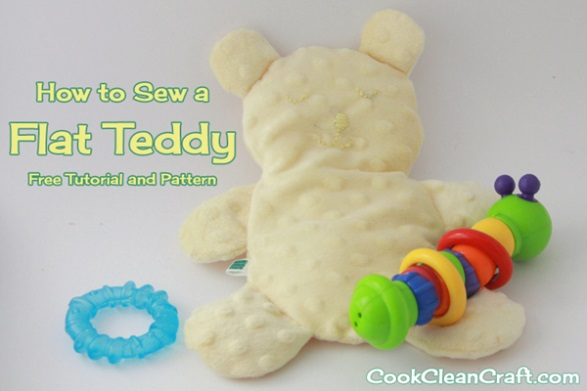 How to Sew a
Flat Teddy
Free Tutorial and Pattern
CookCleanCraft.com